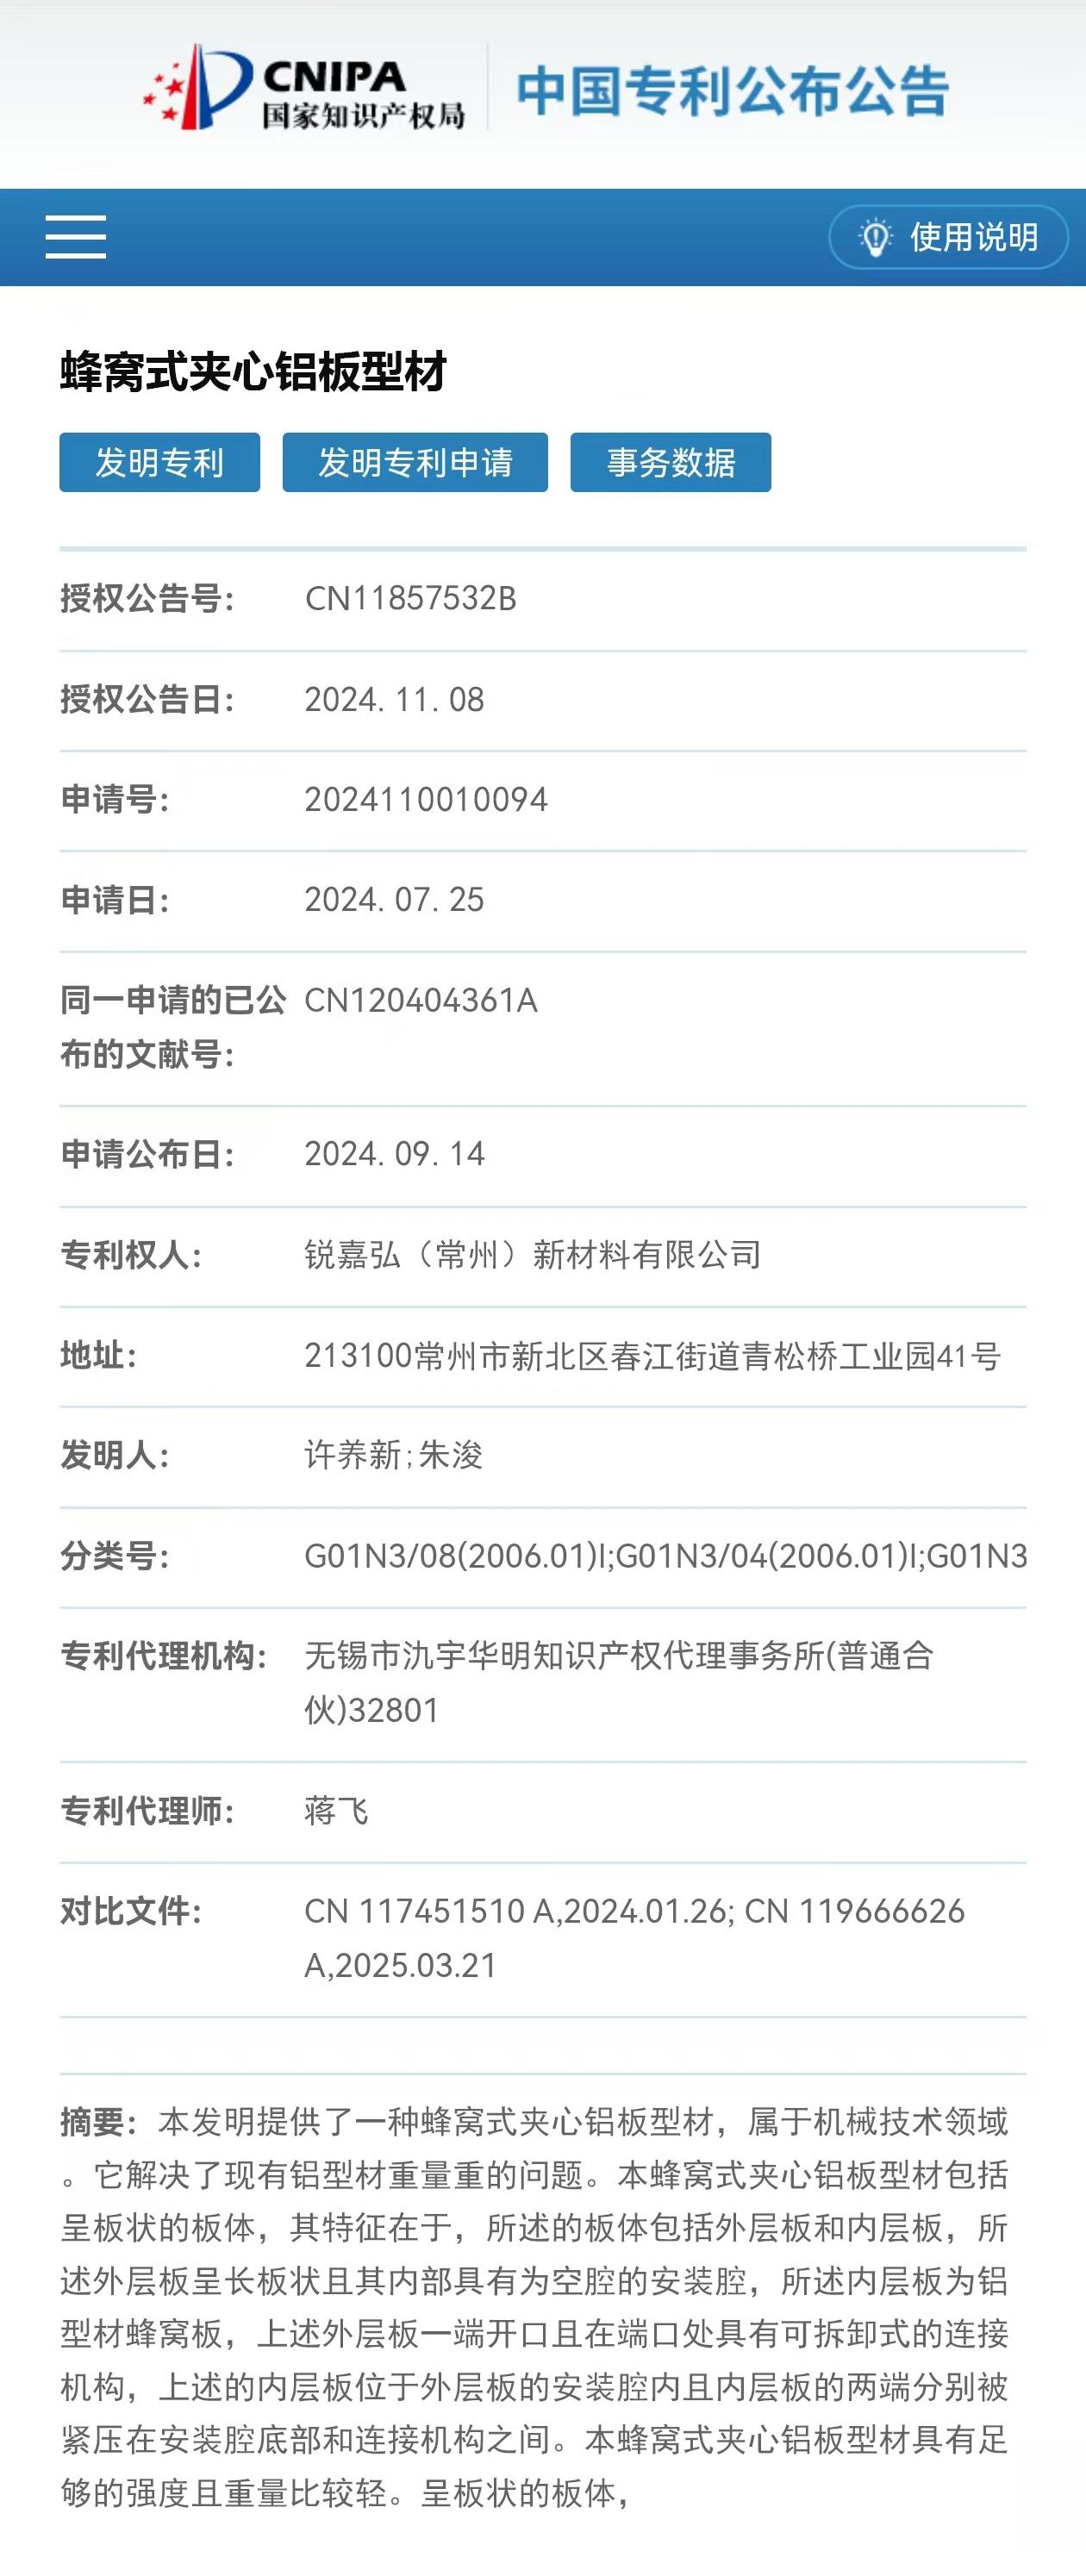 CNIPA
国家知识产权局
中国专利公布公告
使用说明
蜂窝式夹心铝板型材
发明专利 发明专利申请 事务数据
授权公告号: CN11857532B
授权公告日: 2024. 11. 08
申请号: 2024110010094
申请日: 2024. 07. 25
同一申请的已公 CN120404361A
布的文献号:
申请公布日: 2024. 09. 14
专利权人: 锐嘉弘（常州）新材料有限公司
地址: 213100常州市新北区春江街道青松桥工业园41号
发明人: 许养新;朱浚
分类号: G01N3/08(2006.01)I;G01N3/04(2006.01)I;G01N3
专利代理机构: 无锡市氿宇华明知识产权代理事务所(普通合
伙)32801
专利代理师: 蒋飞
对比文件: CN 117451510 A,2024.01.26; CN 119666626
A,2025.03.21
摘要: 本发明提供了一种蜂窝式夹心铝板型材，属于机械技术领域
。它解决了现有铝型材重量重的问题。本蜂窝式夹心铝板型材包括
呈板状的板体，其特征在于，所述的板体包括外层板和内层板，所
述外层板呈长板状且其内部具有为空腔的安装腔，所述内层板为铝
型材蜂窝板，上述外层板一端开口且在端口处具有可拆卸式的连接
机构，上述的内层板位于外层板的安装腔内且内层板的两端分别被
紧压在安装腔底部和连接机构之间。本蜂窝式夹心铝板型材具有足
够的强度且重量比较轻。呈板状的板体，